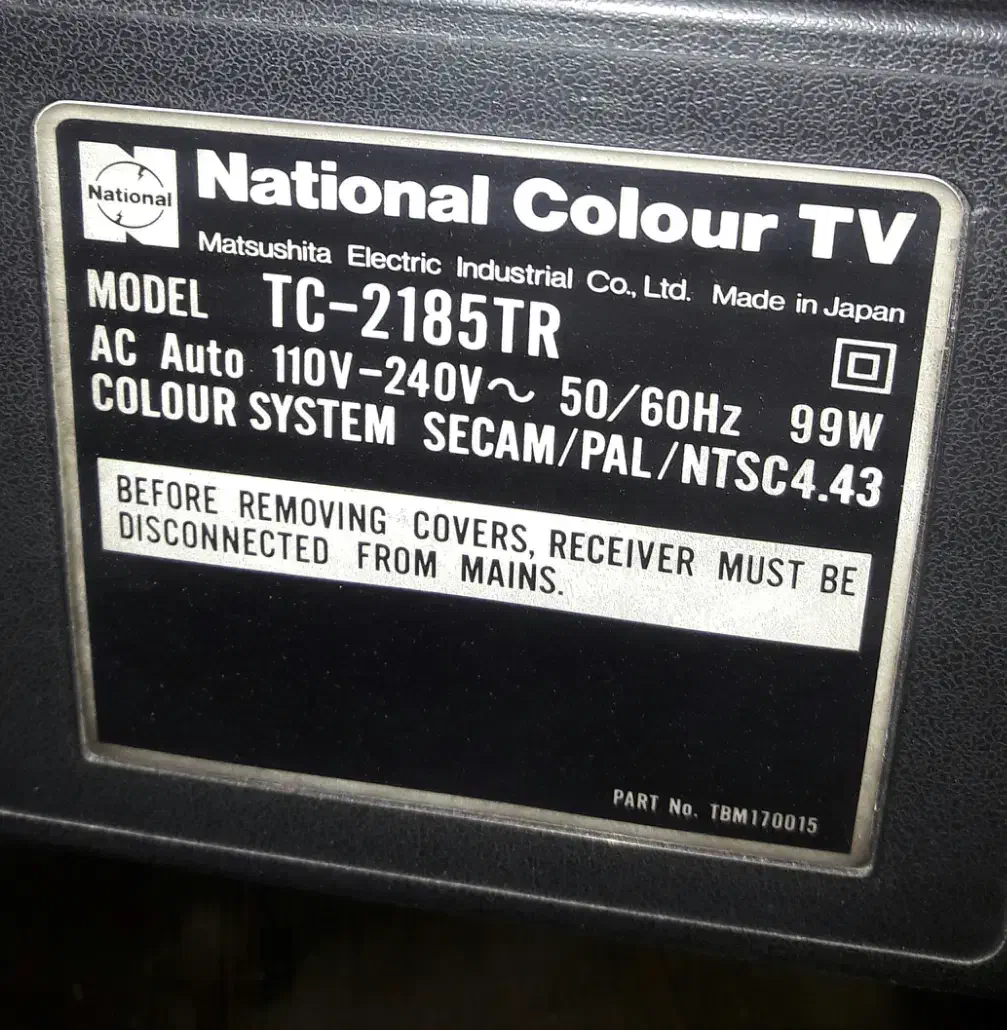 National
National Colour TV
Matsushita Electric Industrial Co., Ltd. Made in Japan
MODEL TC-2185TR
AC Auto 110V-240V~ 50/60Hz 99W
COLOUR SYSTEM SECAM/PAL/NTSC4.43
BEFORE REMOVING COVERS, RECEIVER MUST BE
DISCONNECTED FROM MAINS.
PART No. TBM170015